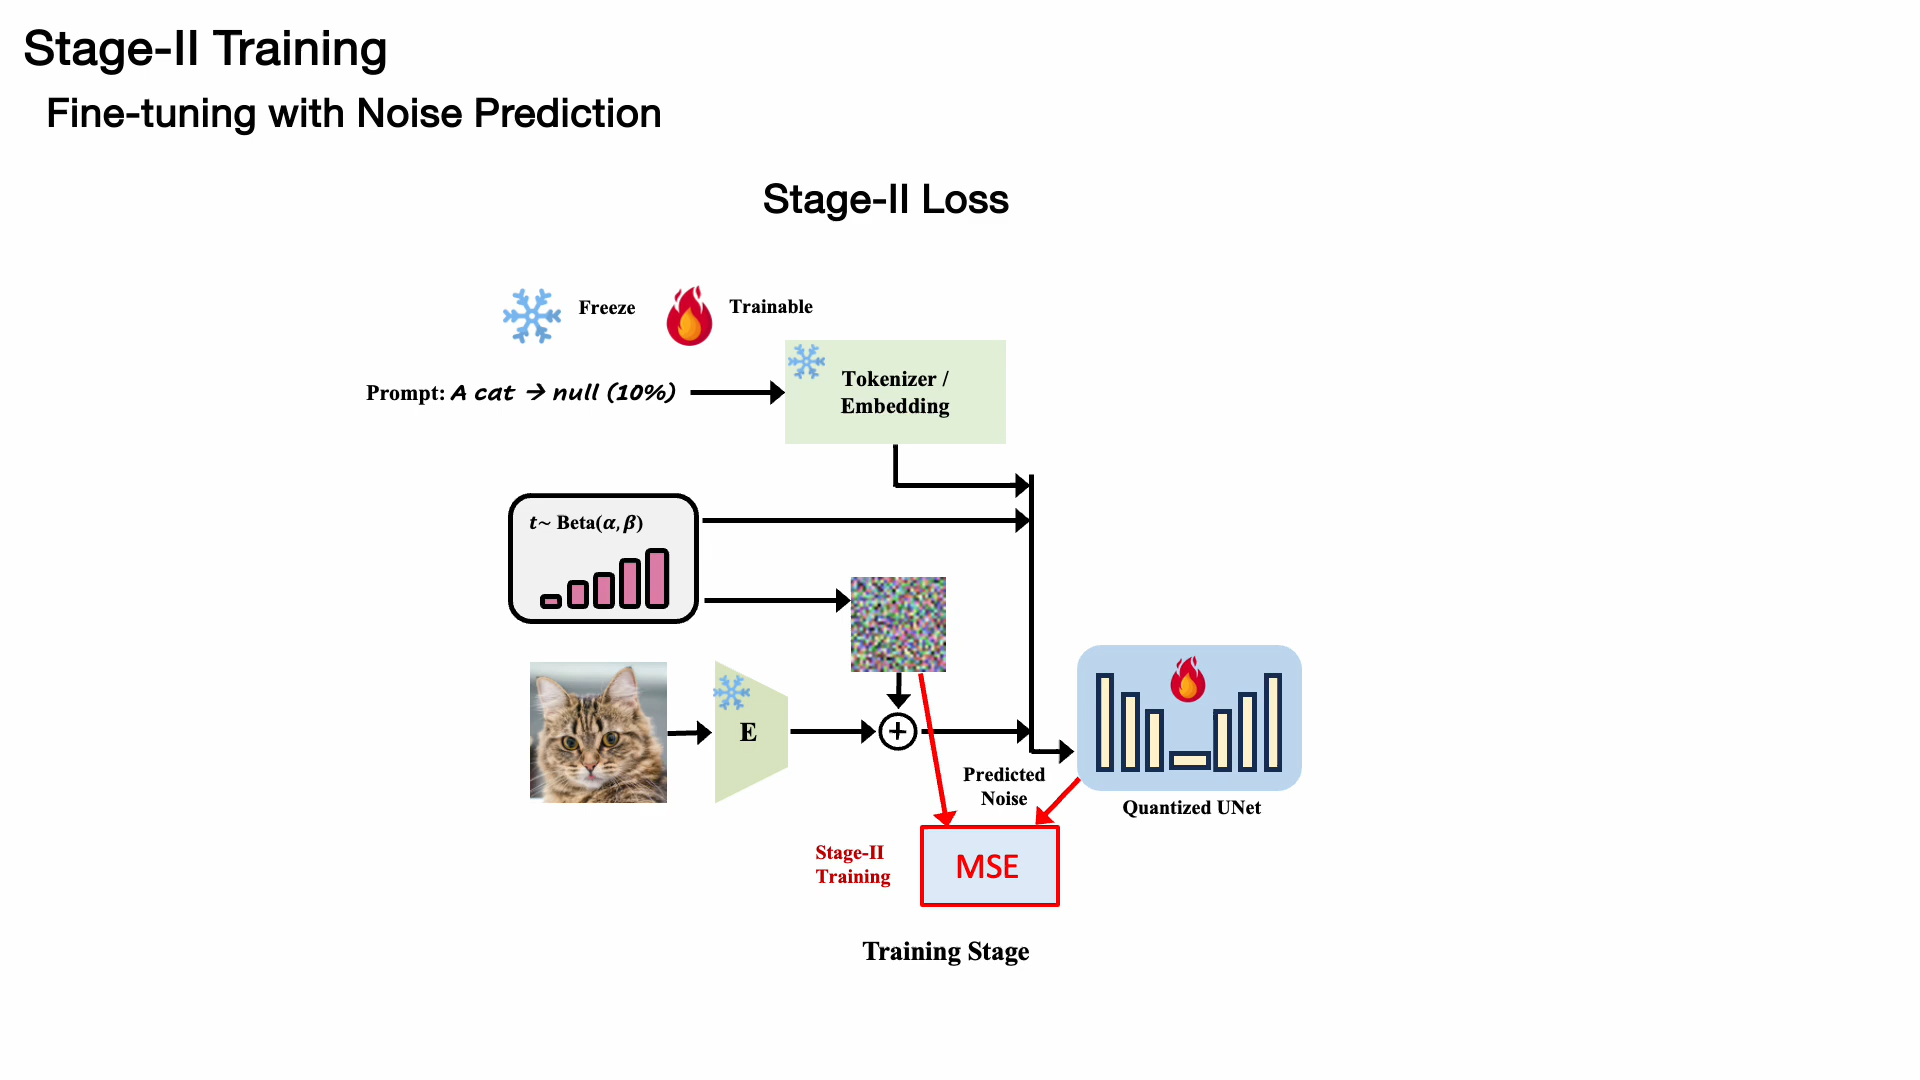 Stage-II Training
Fine-tuning with Noise Prediction
Stage-II Loss
Freeze
Trainable
Prompt: A cat → null (10%)
Tokenizer /
Embedding
t~ Beta(α,β)
E
+
Predicted
Noise
Quantized UNet
Stage-II
Training
MSE
Training Stage